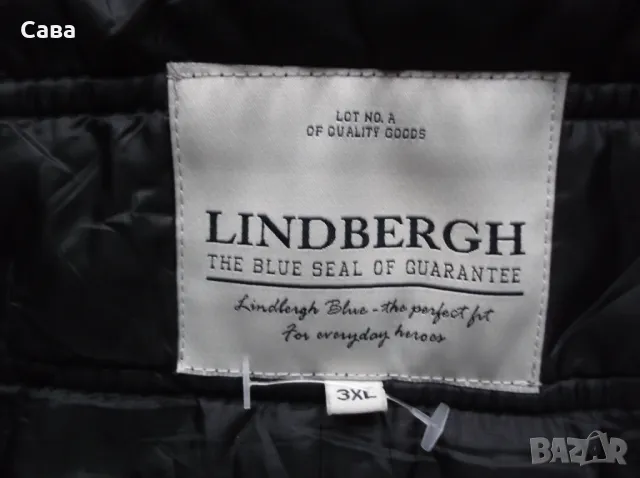 Сава
LOT NO. A
OF QUALITY GOODS
LINDBERGH
THE BLUE SEAL OF GUARANTEE
Lindbergh Blue - the perfect fit
For everyday heroes
3XL
BAZAR